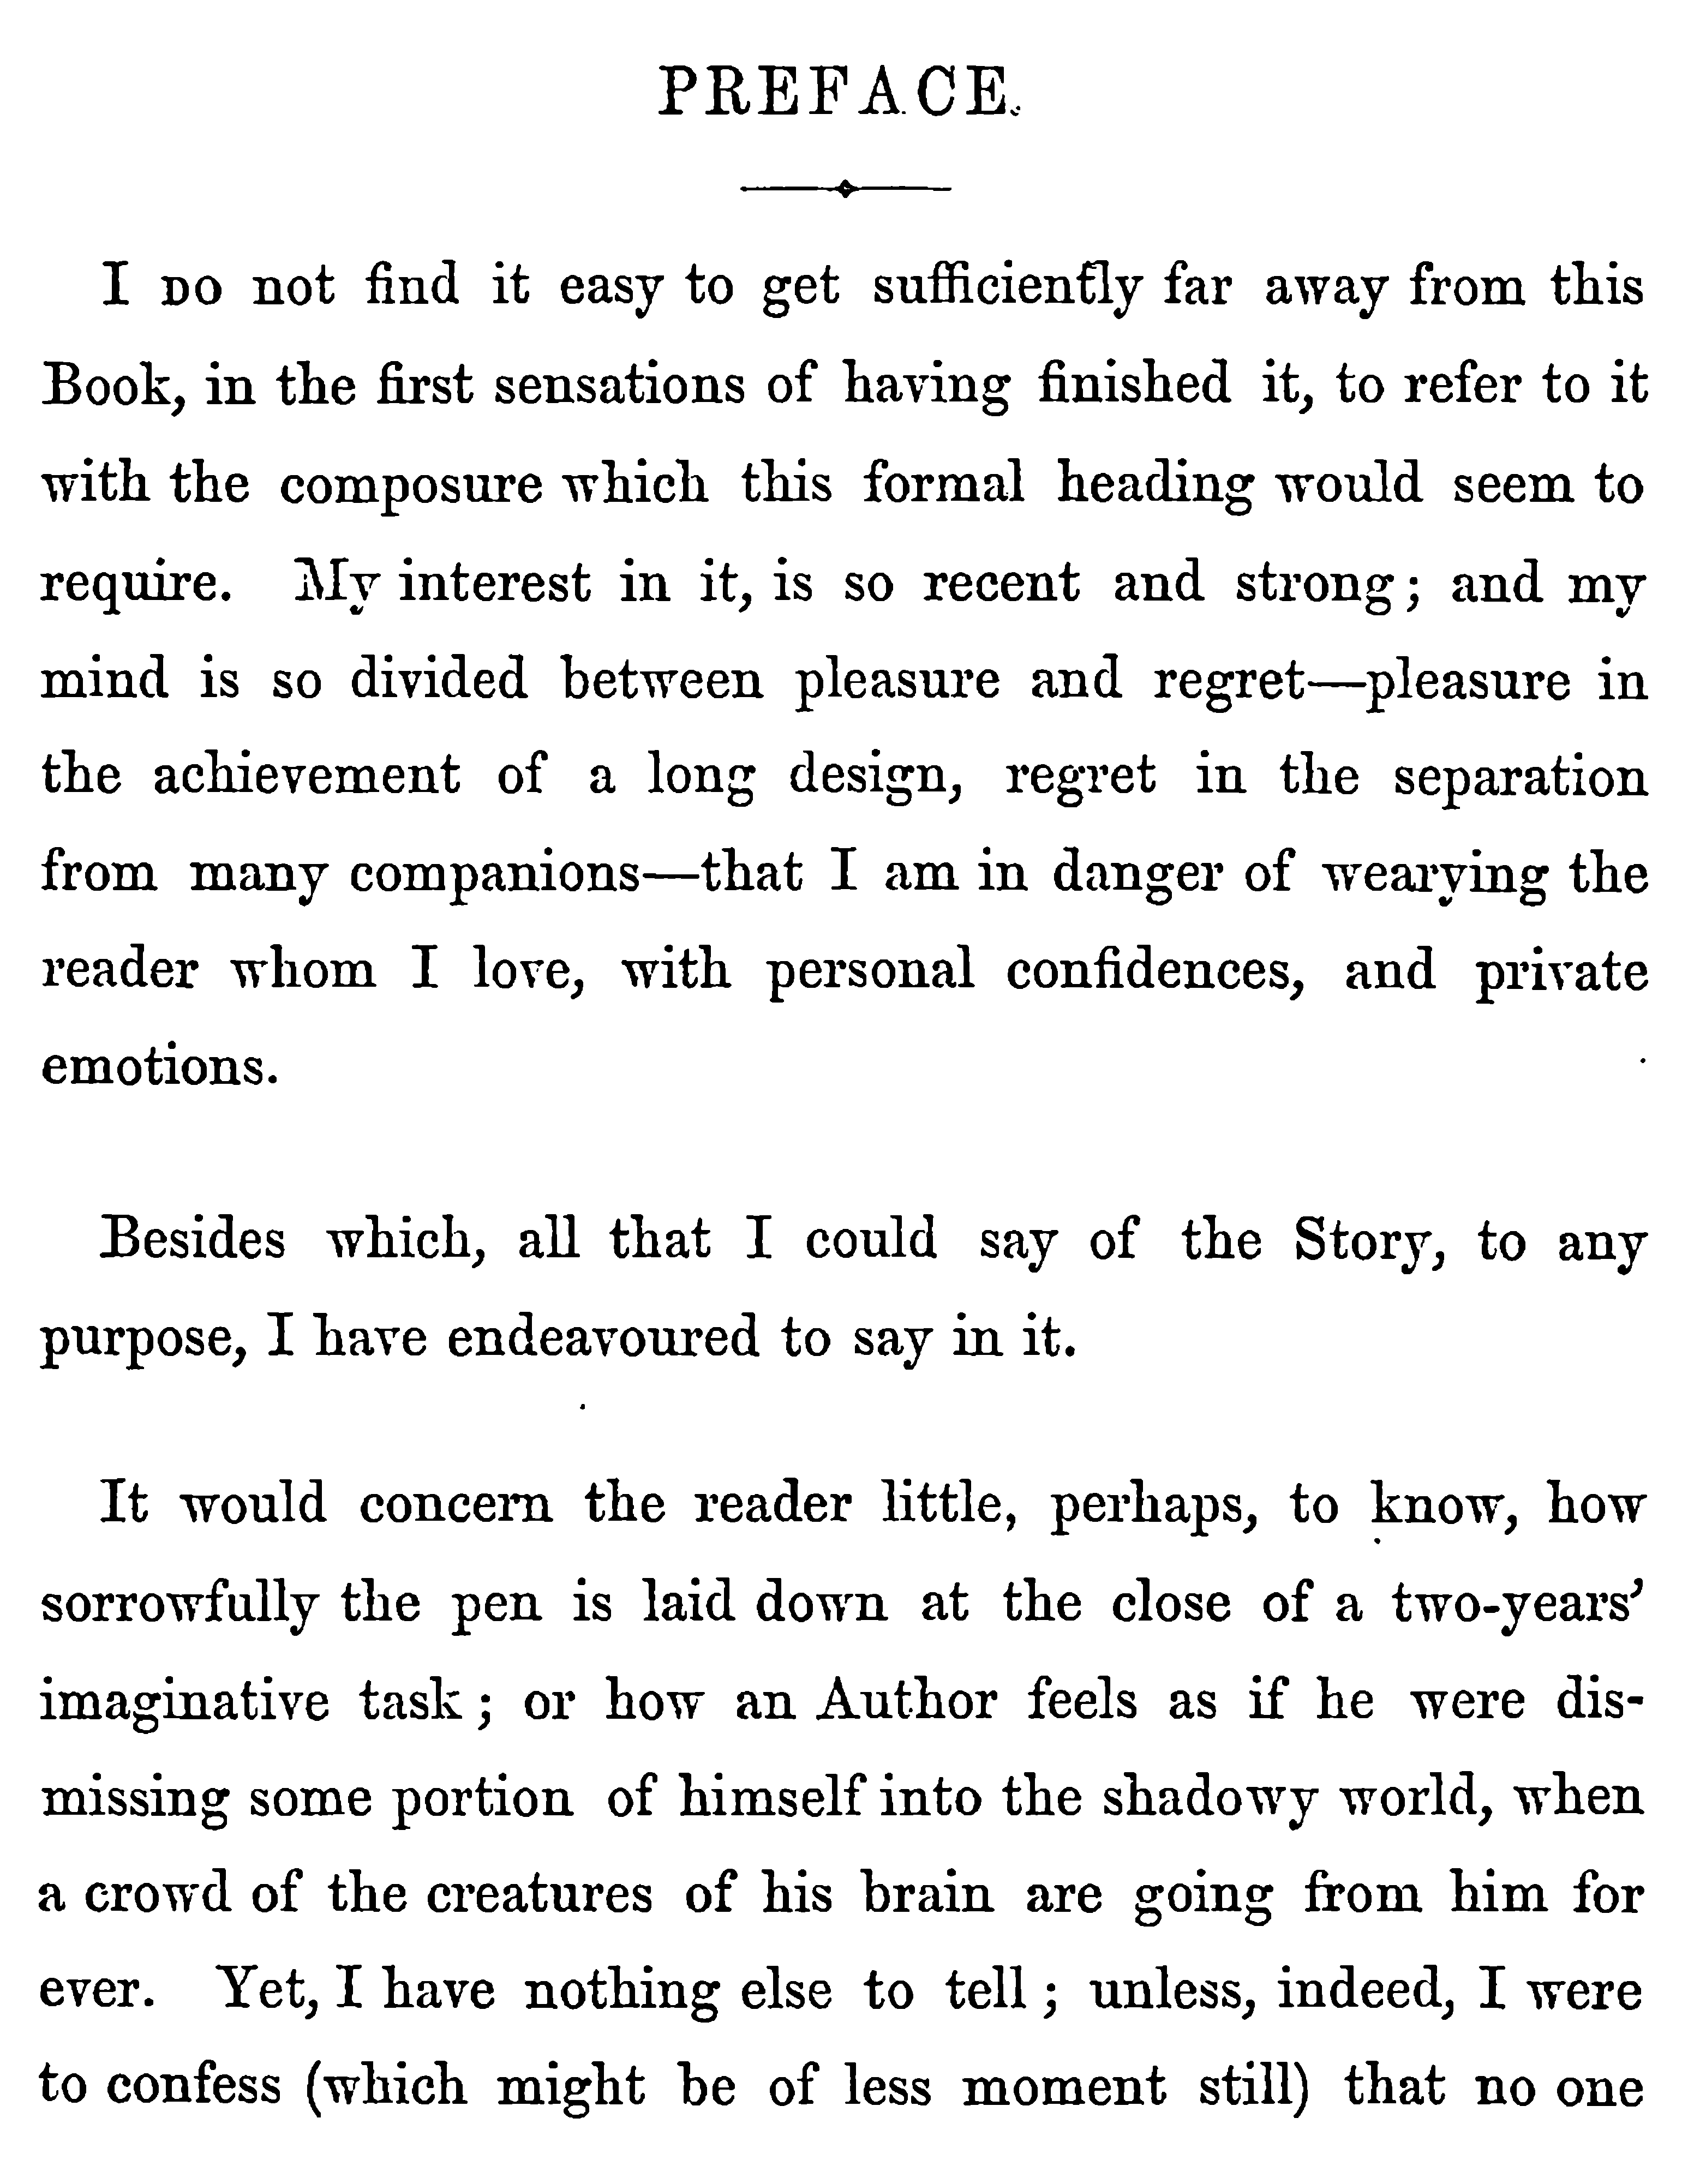 PREFACE.
I DO not find it easy to get sufficiently far away from this
Book, in the first sensations of having finished it, to refer to it
with the composure which this formal heading would seem to
require. My interest in it, is so recent and strong; and my
mind is so divided between pleasure and regret—pleasure in
the achievement of a long design, regret in the separation
from many companions—that I am in danger of wearying the
reader whom I love, with personal confidences, and private
emotions.
Besides which, all that I could say of the Story, to any
purpose, I have endeavoured to say in it.
It would concern the reader little, perhaps, to know, how
sorrowfully the pen is laid down at the close of a two-years'
imaginative task; or how an Author feels as if he were dis-
missing some portion of himself into the shadowy world, when
a crowd of the creatures of his brain are going from him for
ever. Yet, I have nothing else to tell; unless, indeed, I were
to confess (which might be of less moment still) that no one